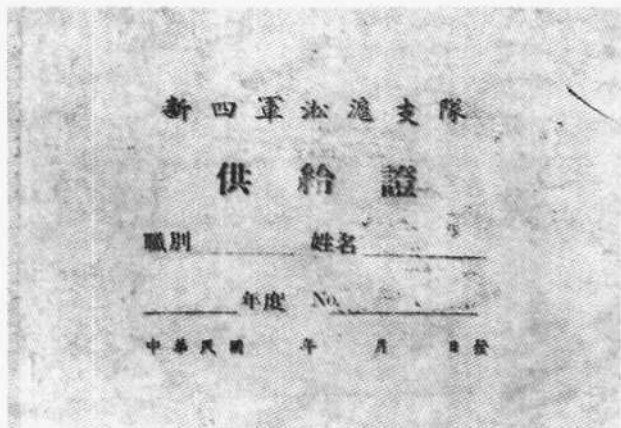 新四軍淞滬支隊
供給證
職別 姓名
年度 No.
中華民國 年 月 日發